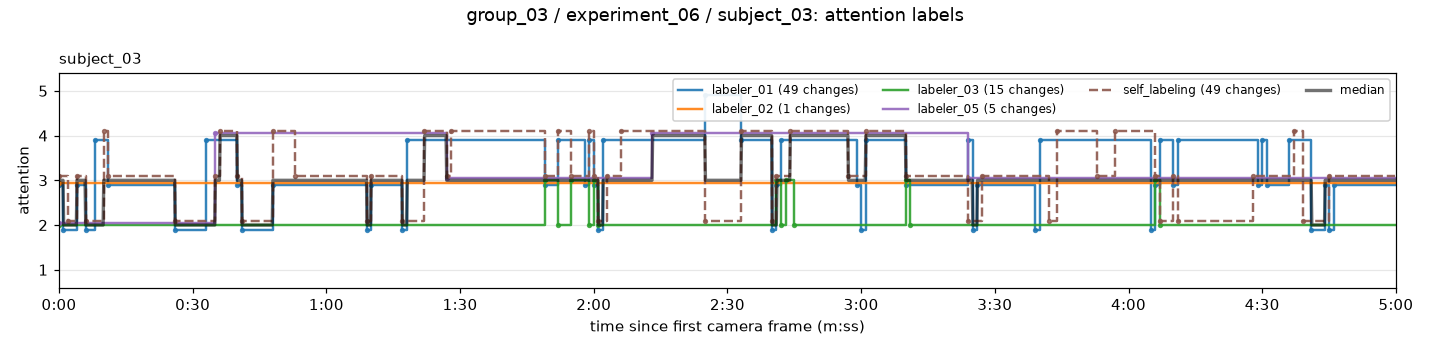 group_03 / experiment_06 / subject_03: attention labels
subject_03
labeler_01 (49 changes)
labeler_02 (1 changes)
labeler_03 (15 changes)
labeler_05 (5 changes)
self_labeling (49 changes)
median
attention
5
4
3
2
1
0:00 0:30 1:00 1:30 2:00 2:30 3:00 3:30 4:00 4:30 5:00
time since first camera frame (m:ss)